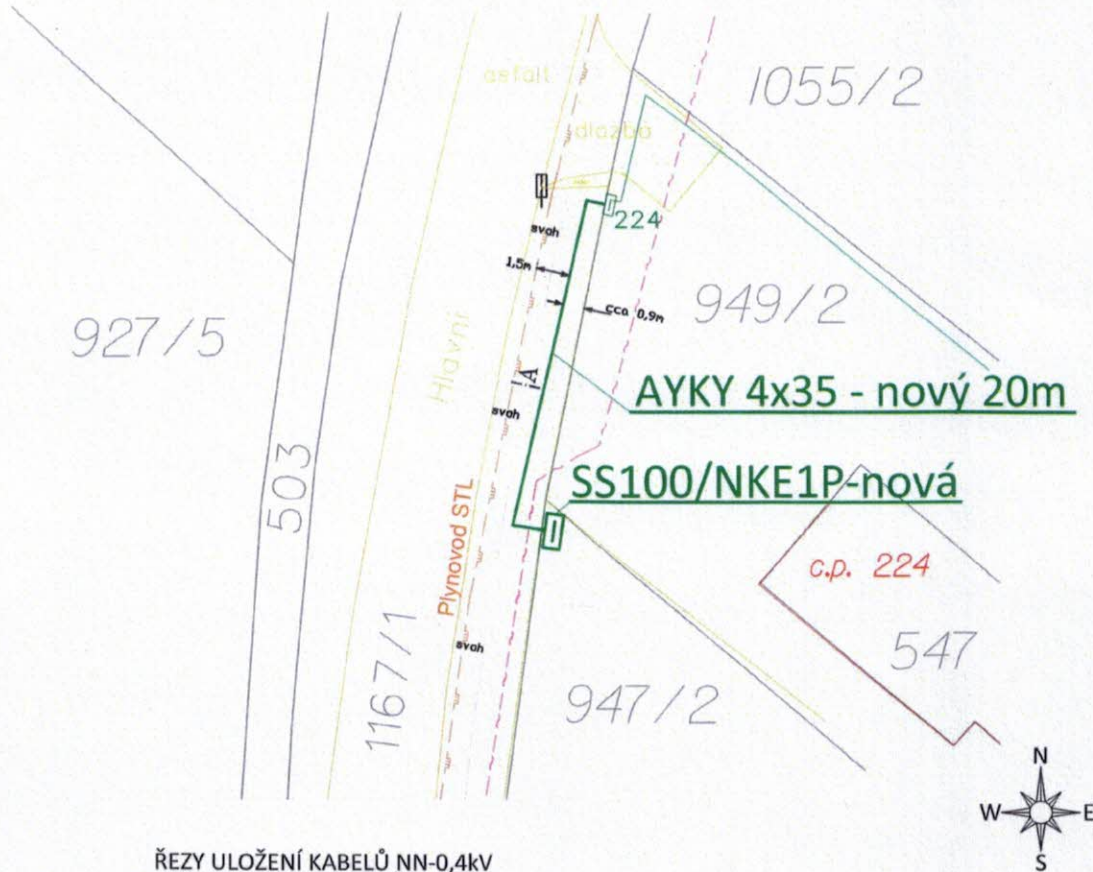 asfalt
1055/2
dlazba
224
svah
1,5m
949/2
cca 0,9m
927/5
Hlavní
A
AYKY 4x35 - nový 20m
svah
503
SS100/NKE1P-nová
Plynovod STL
c.p. 224
547
1167/1
svah
947/2
N
W
E
S
ŘEZY ULOŽENÍ KABELŮ NN-0,4kV